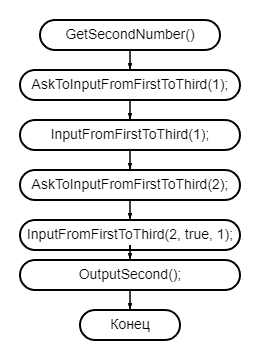 GetSecondNumber()
AskToInputFromFirstToThird(1);
InputFromFirstToThird(1);
AskToInputFromFirstToThird(2);
InputFromFirstToThird(2, true, 1);
OutputSecond();
Конец